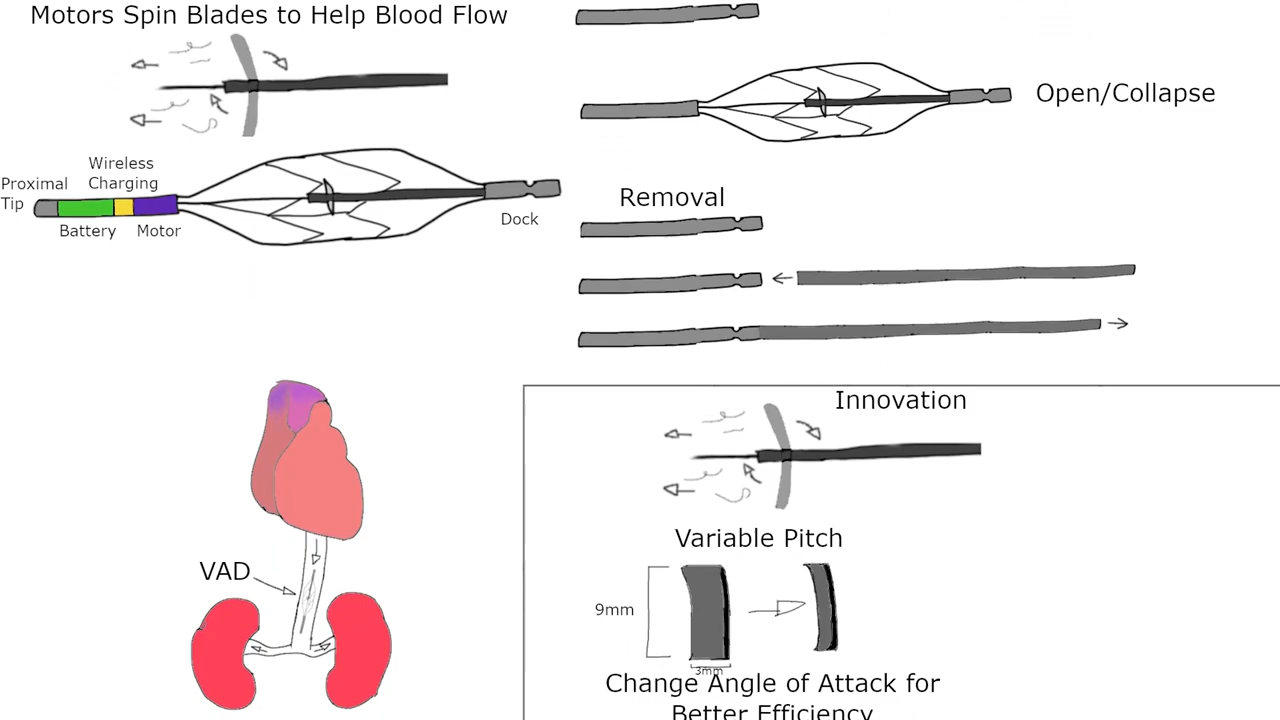 Motors Spin Blades to Help Blood Flow
Open/Collapse
Wireless
Charging
Proximal
Tip
Battery
Motor
Dock
Removal
VAD
Innovation
Variable Pitch
9mm
3mm
Change Angle of Attack for
Better Efficiency